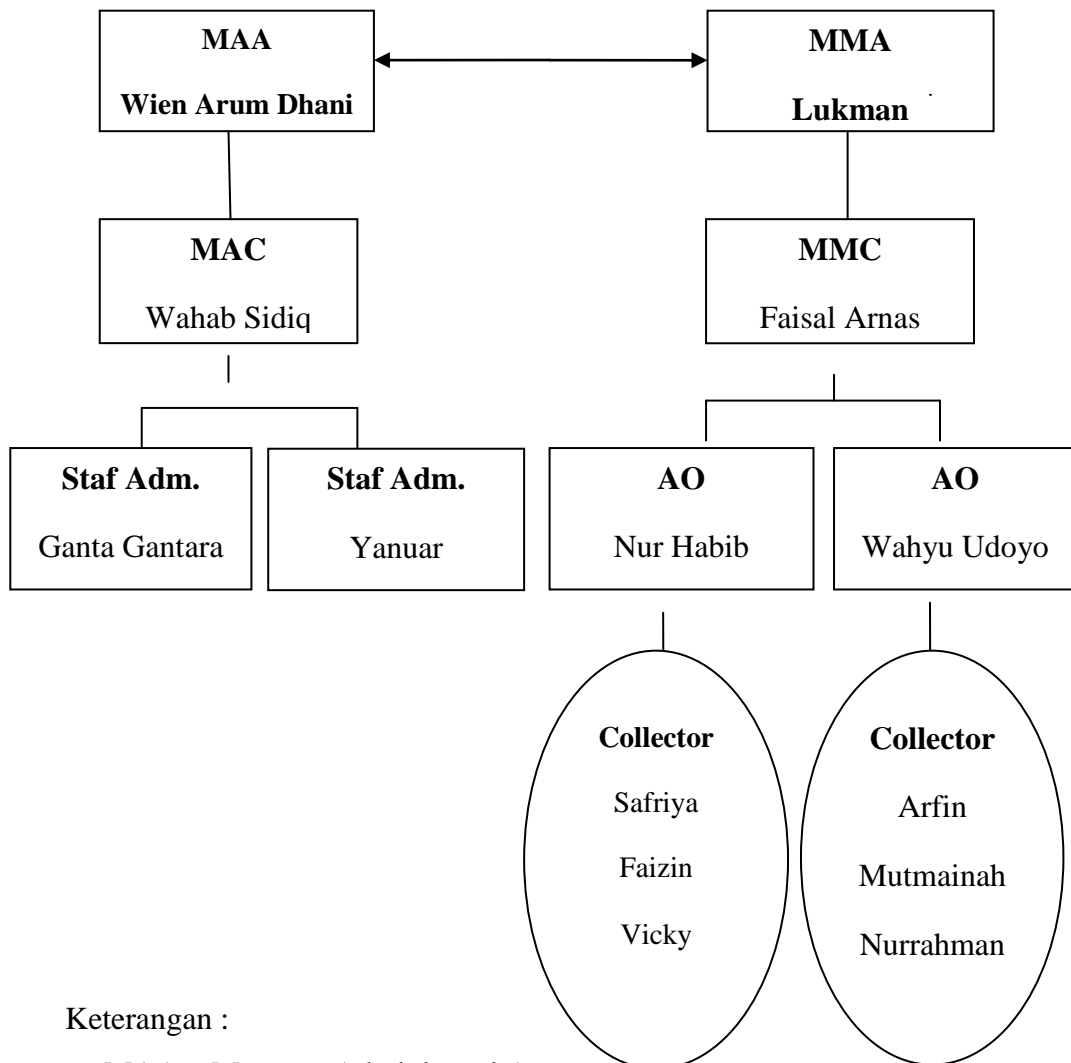 MAA
Wien Arum Dhani
MMA
Lukman
MAC
Wahab Sidiq
MMC
Faisal Arnas
Staf Adm.
Ganta Gantara
Staf Adm.
Yanuar
AO
Nur Habib
AO
Wahyu Udoyo
Collector
Safriya
Faizin
Vicky
Collector
Arfin
Mutmainah
Nurrahman
Keterangan :